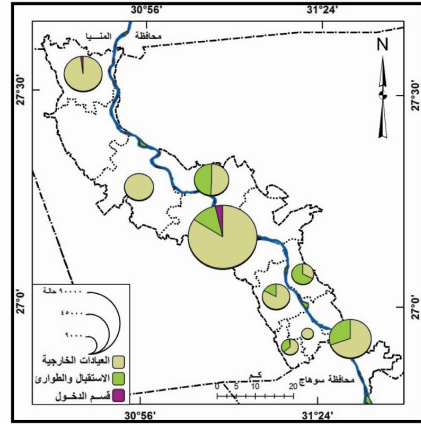 30°56 31°24
محافظة المنيا
N
27°30 27°30
27°0 27°0
٩٠٠٠٠ حالة
٤٥٠٠٠
٩٠٠٠
العيادات الخارجية
الاستقبال والطوارئ
قسم الدخول
كم
0 5 10 20
محافظة سوهاج
30°56 31°24